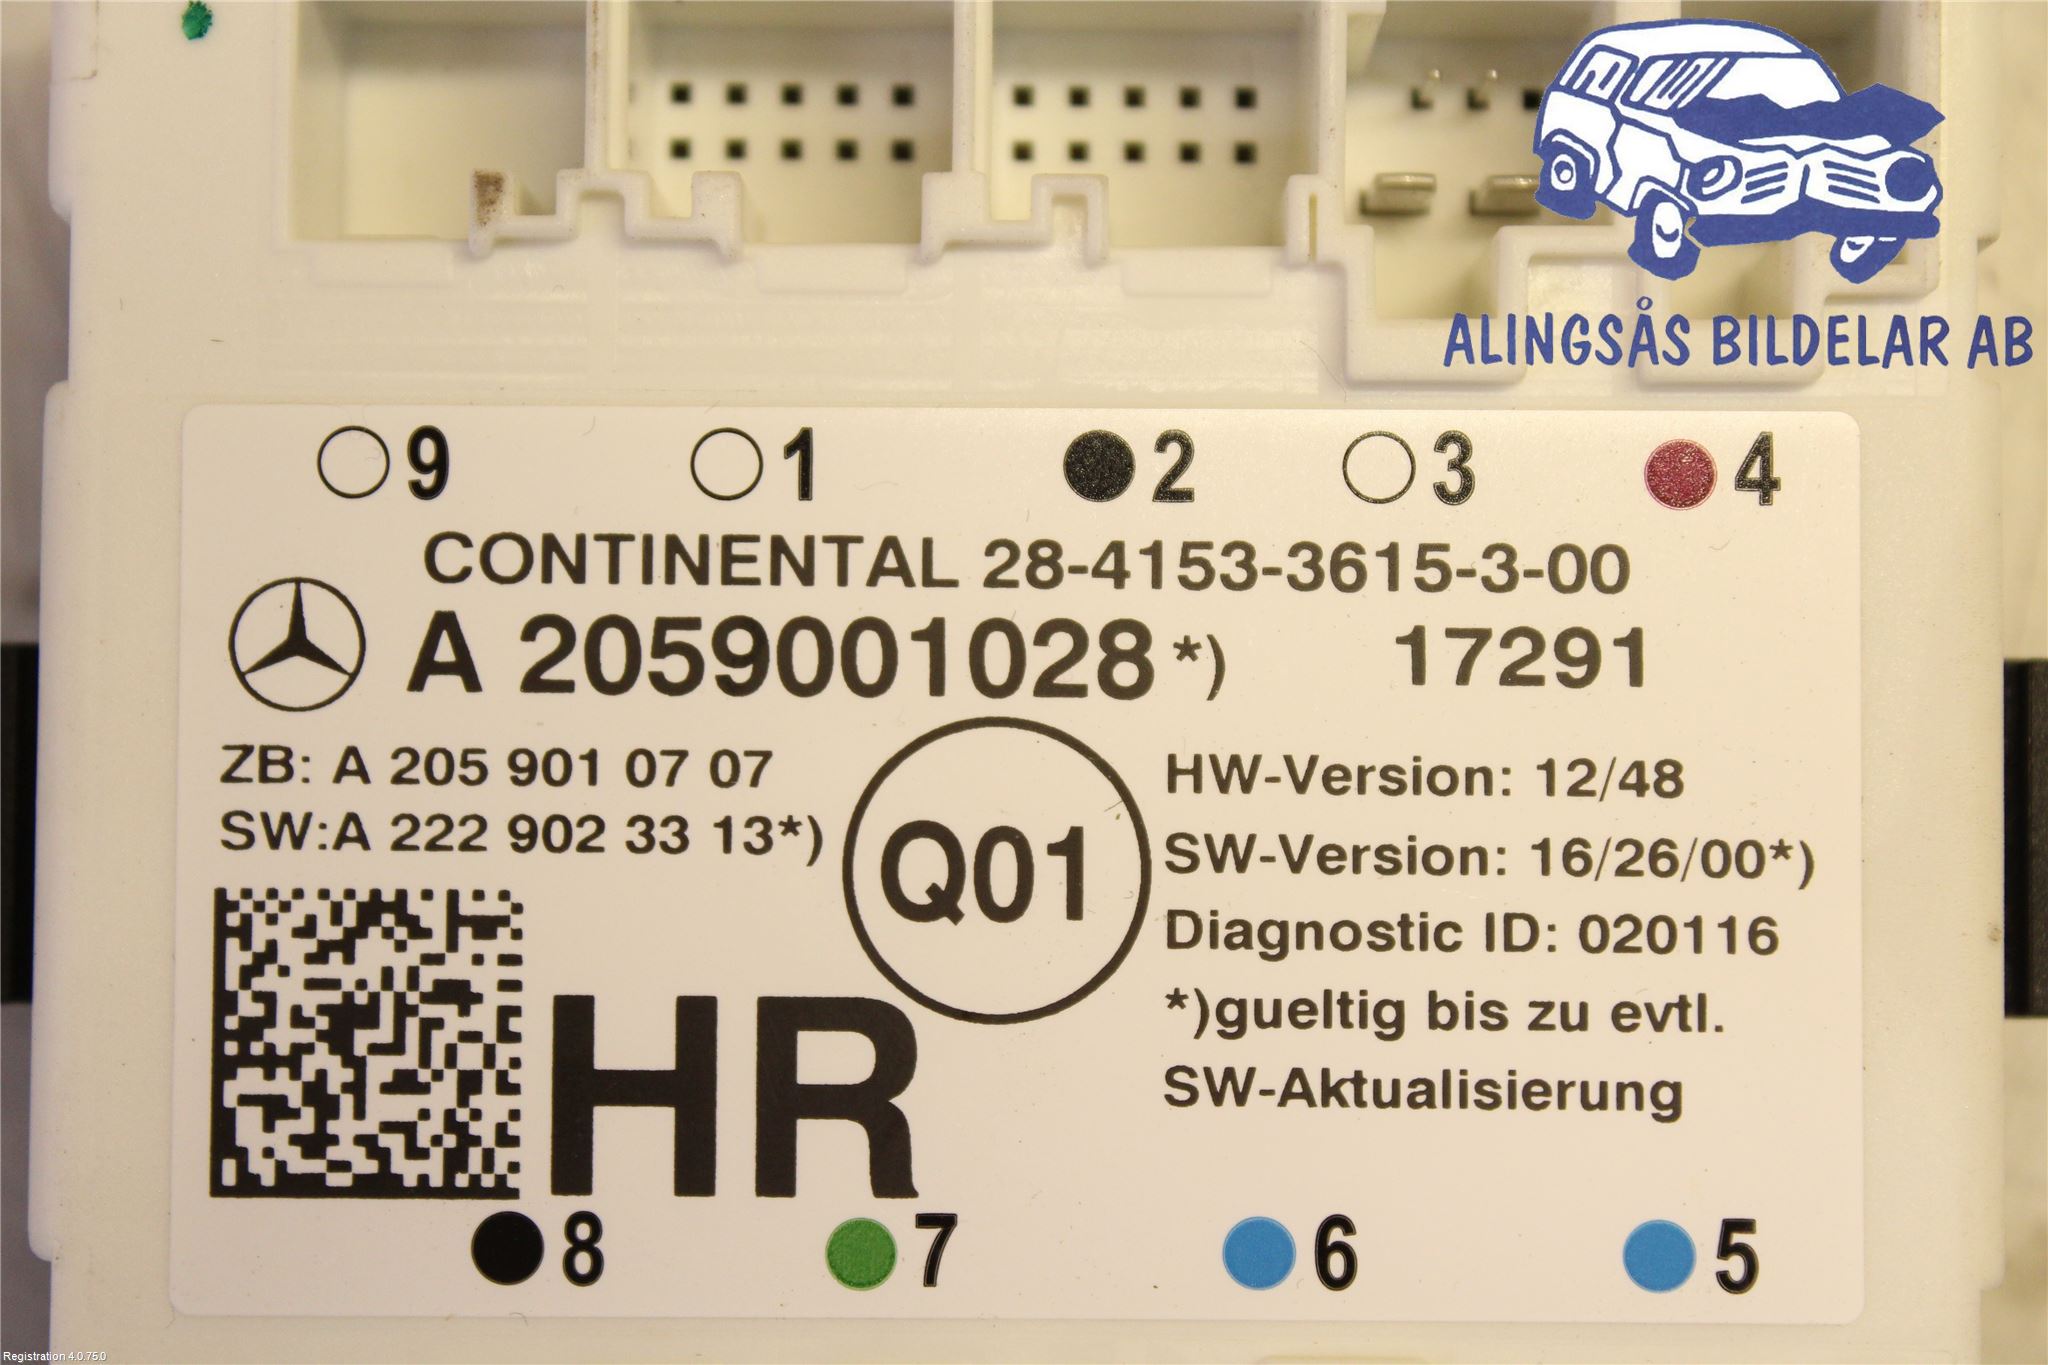 ALINGSÅS BILDELAR AB
9 1 2 3 4
CONTINENTAL 28-4153-3615-3-00
A 2059001028*) 17291
ZB: A 205 901 07 07
SW:A 222 902 33 13*)
Q01
HW-Version: 12/48
SW-Version: 16/26/00*)
Diagnostic ID: 020116
*)gueltig bis zu evtl.
SW-Aktualisierung
HR
8 7 6 5
Registration 4.0.75.0